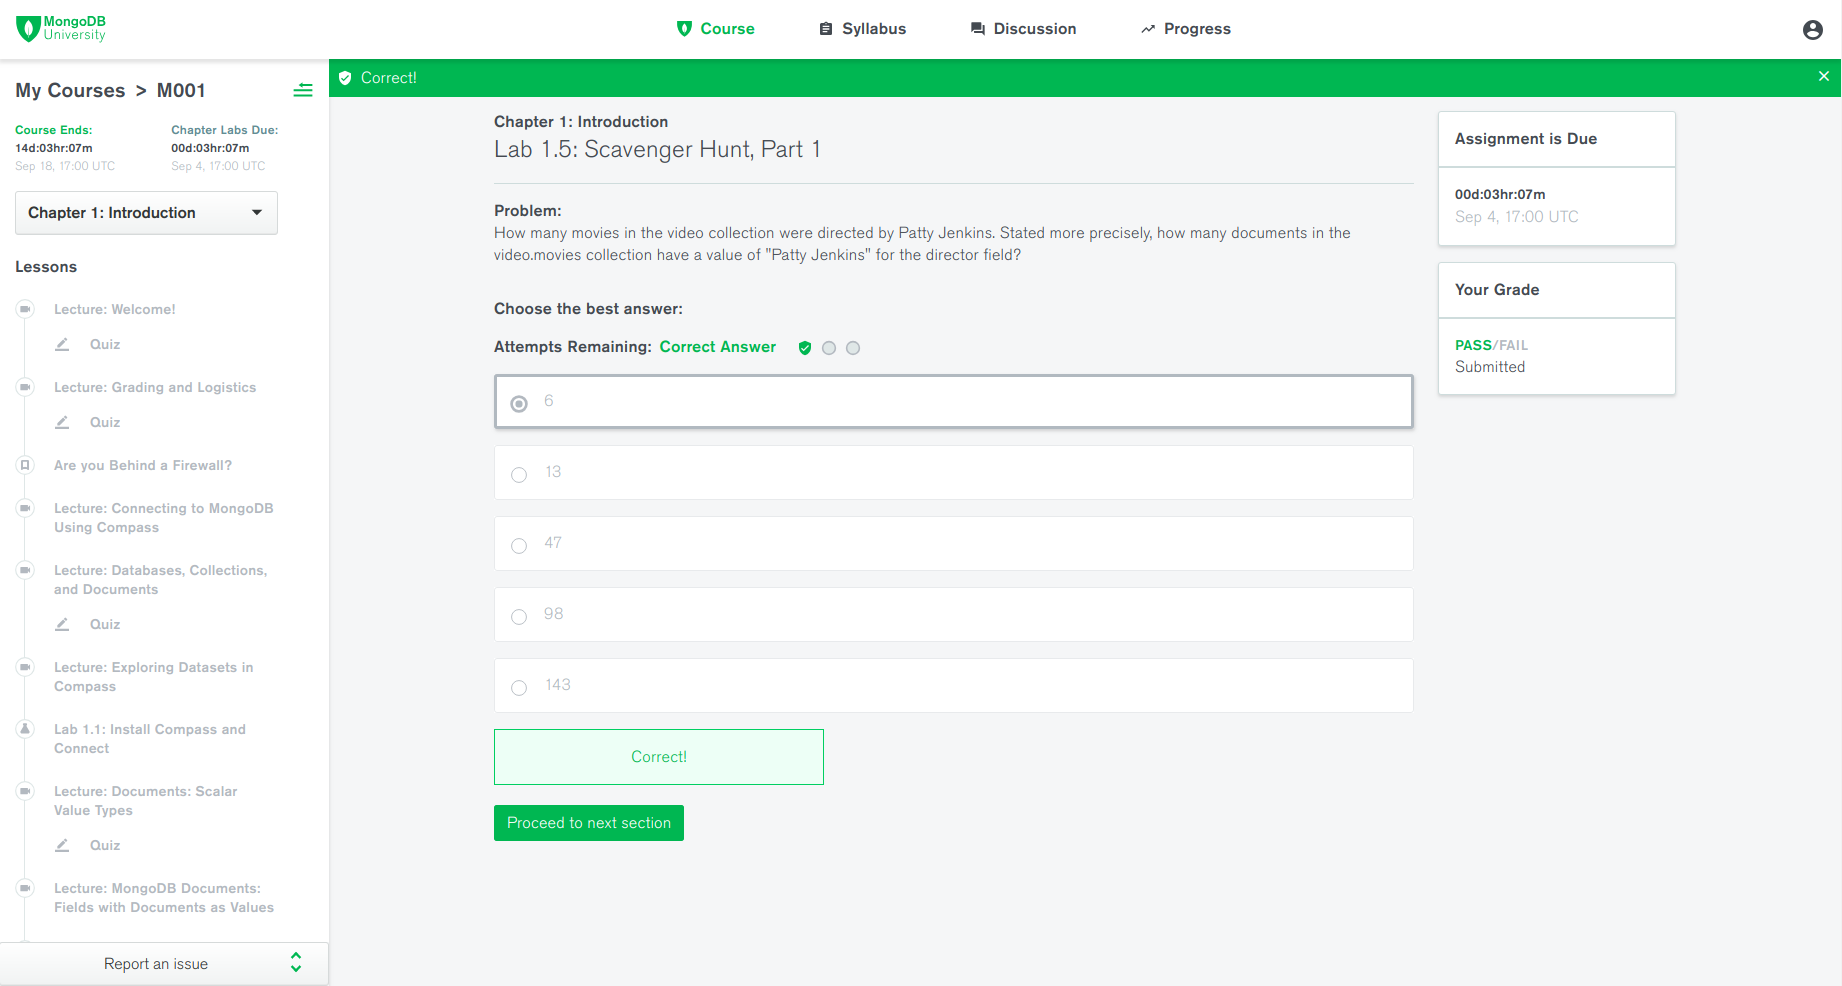 MongoDB
University
Course
Syllabus
Discussion
Progress
My Courses > M001
Course Ends:
14d:03hr:07m
Sep 18, 17:00 UTC
Chapter Labs Due:
00d:03hr:07m
Sep 4, 17:00 UTC
Chapter 1: Introduction
Lessons
Lecture: Welcome!
Quiz
Lecture: Grading and Logistics
Quiz
Are you Behind a Firewall?
Lecture: Connecting to MongoDB
Using Compass
Lecture: Databases, Collections,
and Documents
Quiz
Lecture: Exploring Datasets in
Compass
Lab 1.1: Install Compass and
Connect
Lecture: Documents: Scalar
Value Types
Quiz
Lecture: MongoDB Documents:
Fields with Documents as Values
Report an issue
Correct!
Chapter 1: Introduction
Lab 1.5: Scavenger Hunt, Part 1
Problem:
How many movies in the video collection were directed by Patty Jenkins. Stated more precisely, how many documents in the
video.movies collection have a value of "Patty Jenkins" for the director field?
Choose the best answer:
Attempts Remaining: Correct Answer
6
13
47
98
143
Correct!
Proceed to next section
Assignment is Due
00d:03hr:07m
Sep 4, 17:00 UTC
Your Grade
PASS/FAIL
Submitted